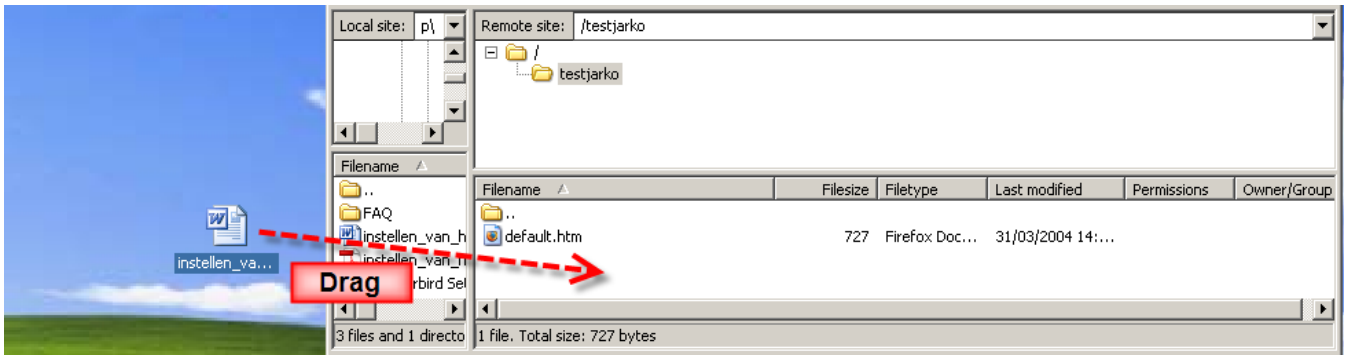 Local site: p\
Remote site: /testjarko
/
testjarko
Filename
..
FAQ
instellen_van_h
instellen_van_h
rbird Set
3 files and 1 directo
Filename Filesize Filetype Last modified Permissions Owner/Group
..
default.htm 727 Firefox Doc... 31/03/2004 14:...
1 file. Total size: 727 bytes
instellen_va...
Drag